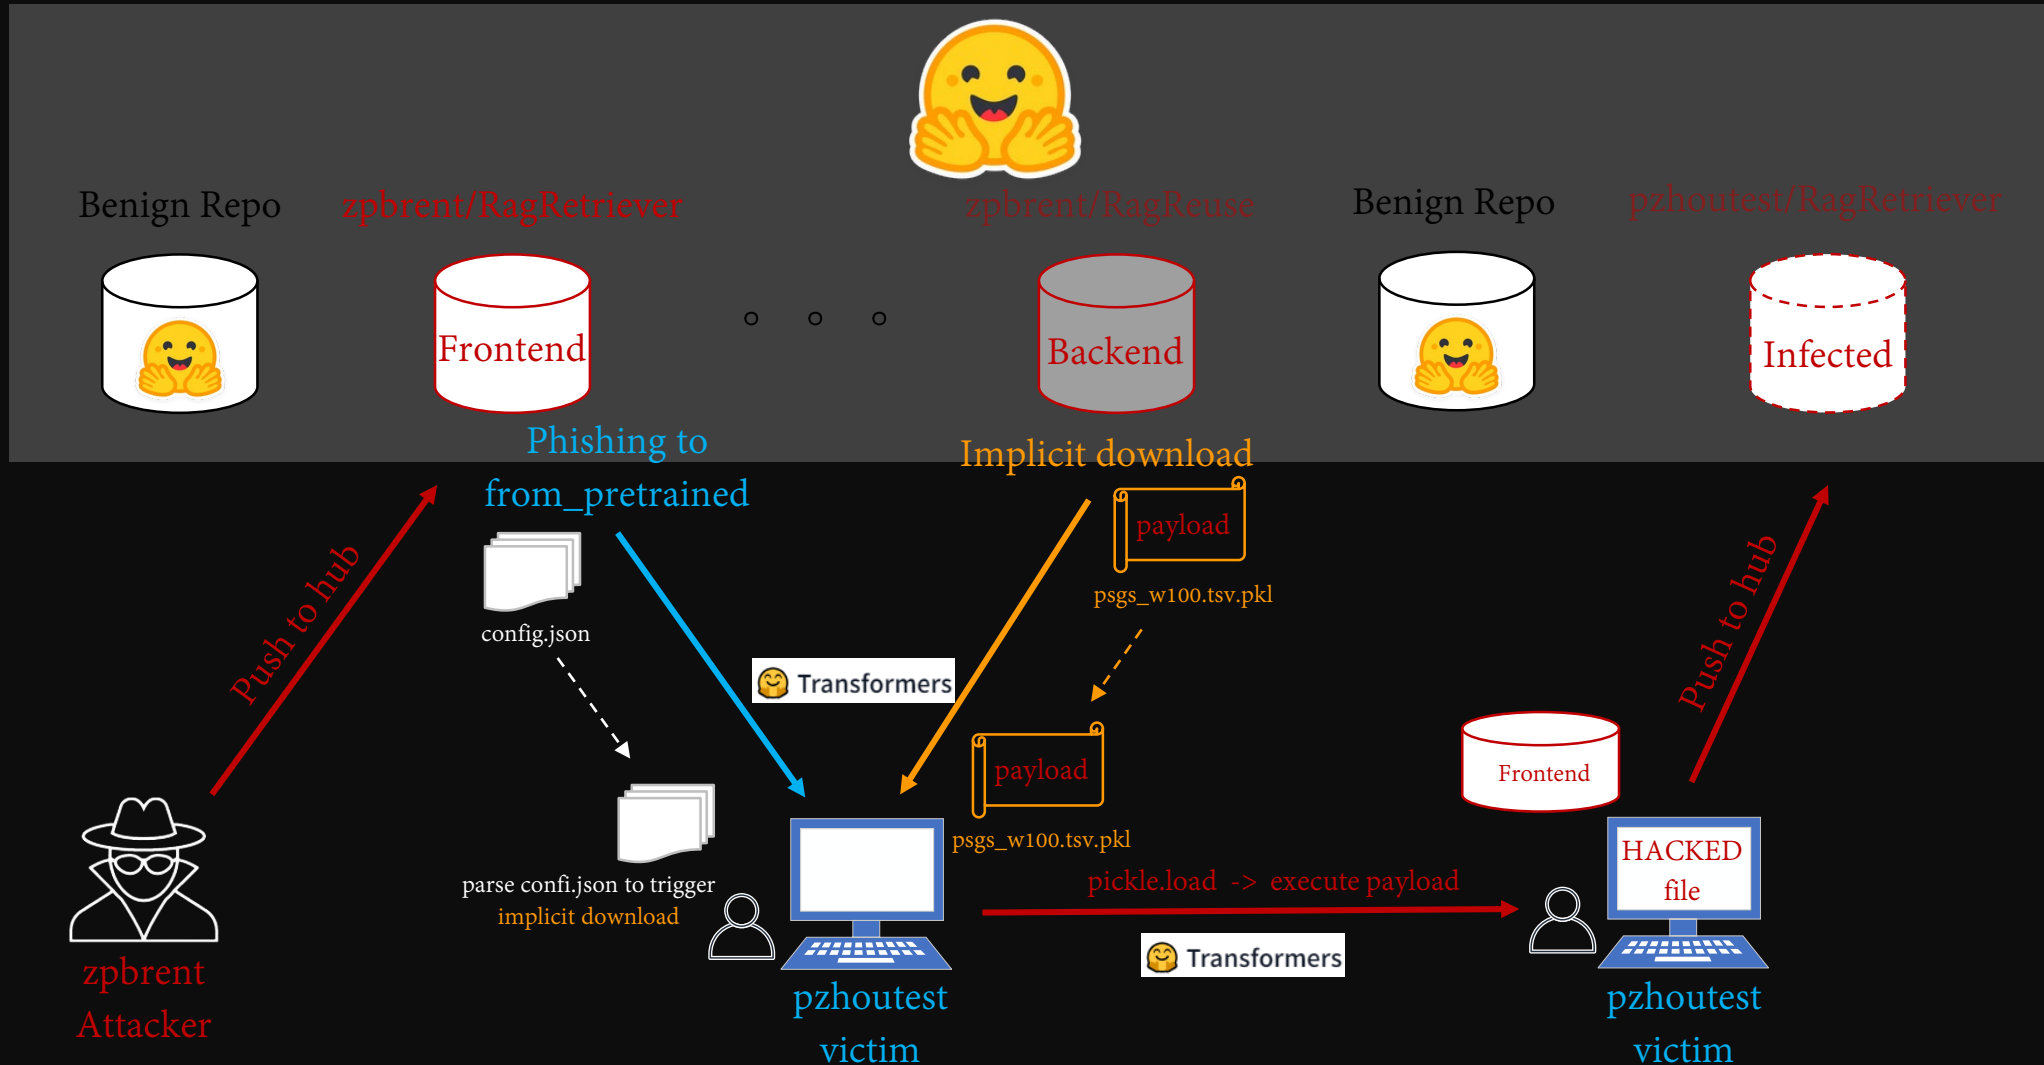 Benign Repo
zpbrent/RagRetriever
zpbrent/RagReuse
Benign Repo
pzhoutest/RagRetriever
Frontend
Backend
Infected
Phishing to
from_pretrained
Implicit download
payload
psgs_w100.tsv.pkl
config.json
Push to hub
Push to hub
Transformers
payload
psgs_w100.tsv.pkl
Frontend
parse confi.json to trigger
implicit download
pickle.load -> execute payload
HACKED
file
Transformers
zpbrent
Attacker
pzhoutest
victim
pzhoutest
victim